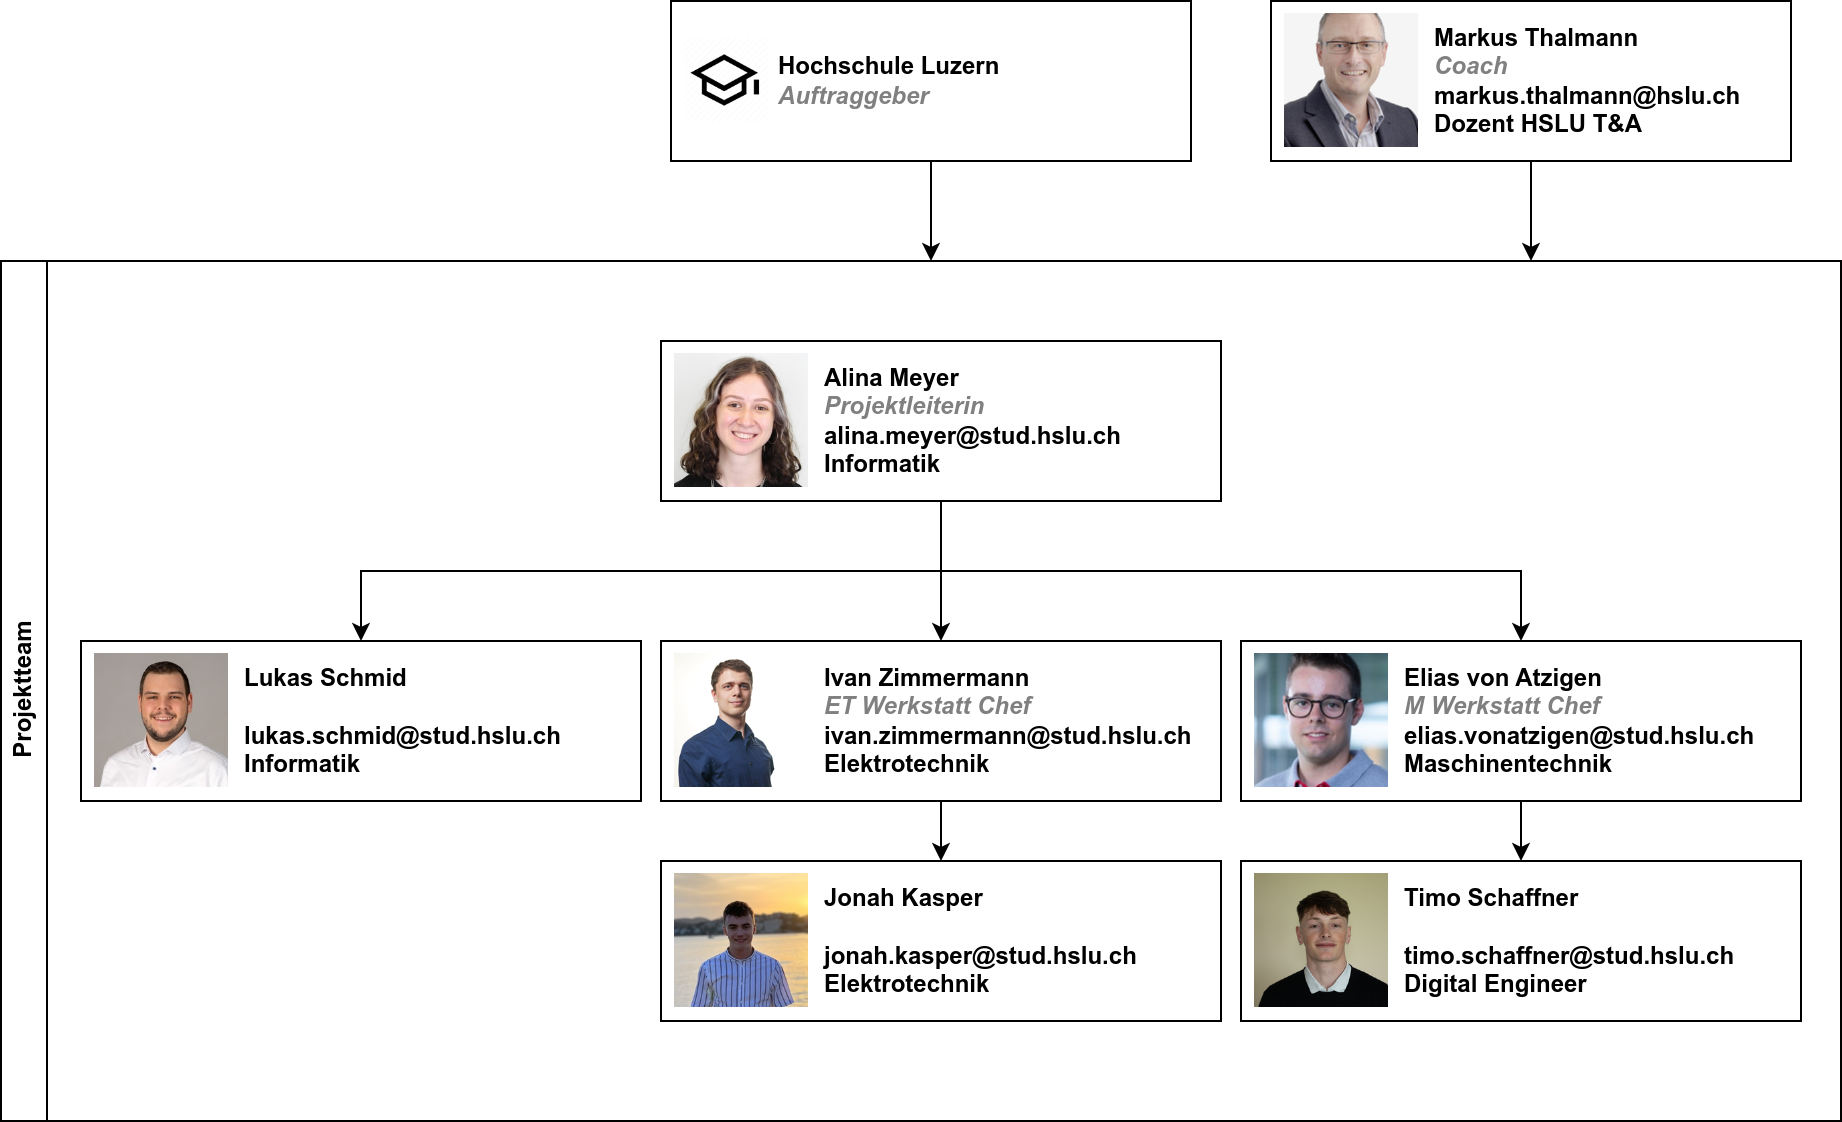 Hochschule Luzern
Auftraggeber
Markus Thalmann
Coach
markus.thalmann@hslu.ch
Dozent HSLU T&A
Projektteam
Alina Meyer
Projektleiterin
alina.meyer@stud.hslu.ch
Informatik
Lukas Schmid
lukas.schmid@stud.hslu.ch
Informatik
Ivan Zimmermann
ET Werkstatt Chef
ivan.zimmermann@stud.hslu.ch
Elektrotechnik
Elias von Atzigen
M Werkstatt Chef
elias.vonatzigen@stud.hslu.ch
Maschinentechnik
Jonah Kasper
jonah.kasper@stud.hslu.ch
Elektrotechnik
Timo Schaffner
timo.schaffner@stud.hslu.ch
Digital Engineer